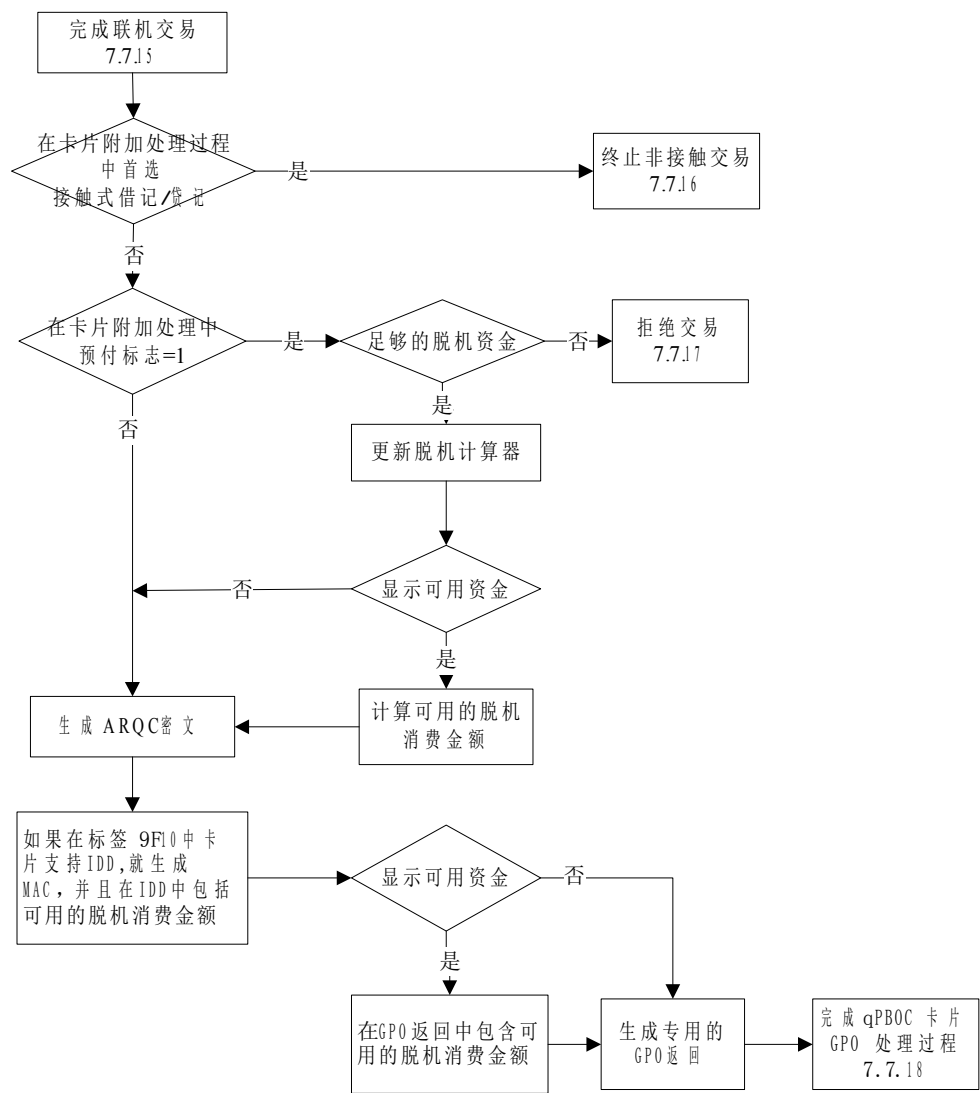 完成联机交易
7.7.15
在卡片附加处理过程
中首选
接触式借记/贷记
是
终止非接触交易
7.7.16
否
在卡片附加处理中
预付标志=1
是
足够的脱机资金
否
拒绝交易
7.7.17
否
是
更新脱机计算器
显示可用资金
否
是
生成 ARQC密文
计算可用的脱机
消费金额
如果在标签 9F10中卡
片支持IDD,就生成
MAC，并且在IDD中包括
可用的脱机消费金额
显示可用资金
否
是
在GPO返回中包含可
用的脱机消费金额
生成专用的
GPO返回
完成 qPBOC 卡片
GPO 处理过程
7.7.18